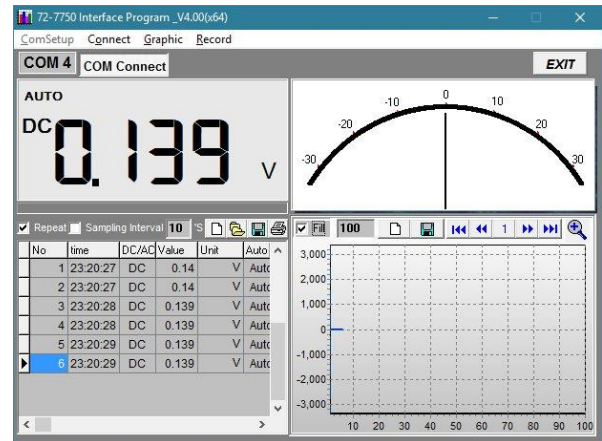 72-7750 Interface Program _V4.00(x64)
ComSetup Connect Graphic Record
COM 4 COM Connect EXIT
AUTO
DC 0.139 V
-30 -20 -10 0 10 20 30
Repeat Sampling Interval 10 'S
Fill 100 1
No time DC/AC Value Unit Auto
1 23:20:27 DC 0.14 V Auto
2 23:20:27 DC 0.14 V Auto
3 23:20:28 DC 0.139 V Auto
4 23:20:28 DC 0.139 V Auto
5 23:20:29 DC 0.139 V Auto
6 23:20:29 DC 0.139 V Auto
3,000
2,000
1,000
0
-1,000
-2,000
-3,000
10 20 30 40 50 60 70 80 90 100